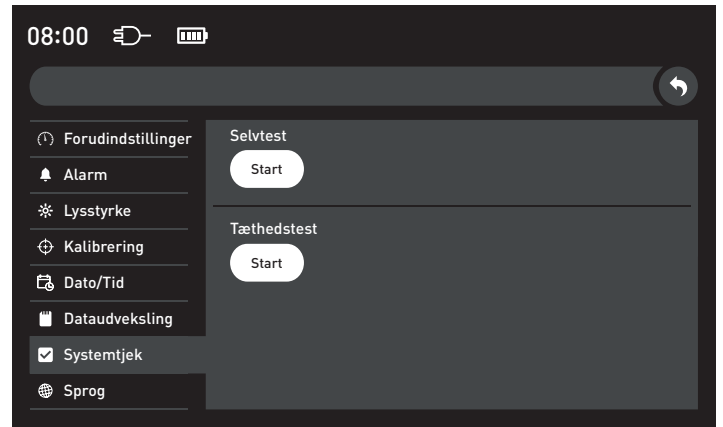 08:00
Forudindstillinger
Alarm
Lysstyrke
Kalibrering
Dato/Tid
Dataudveksling
Systemtjek
Sprog
Selvtest
Start
Tæthedstest
Start